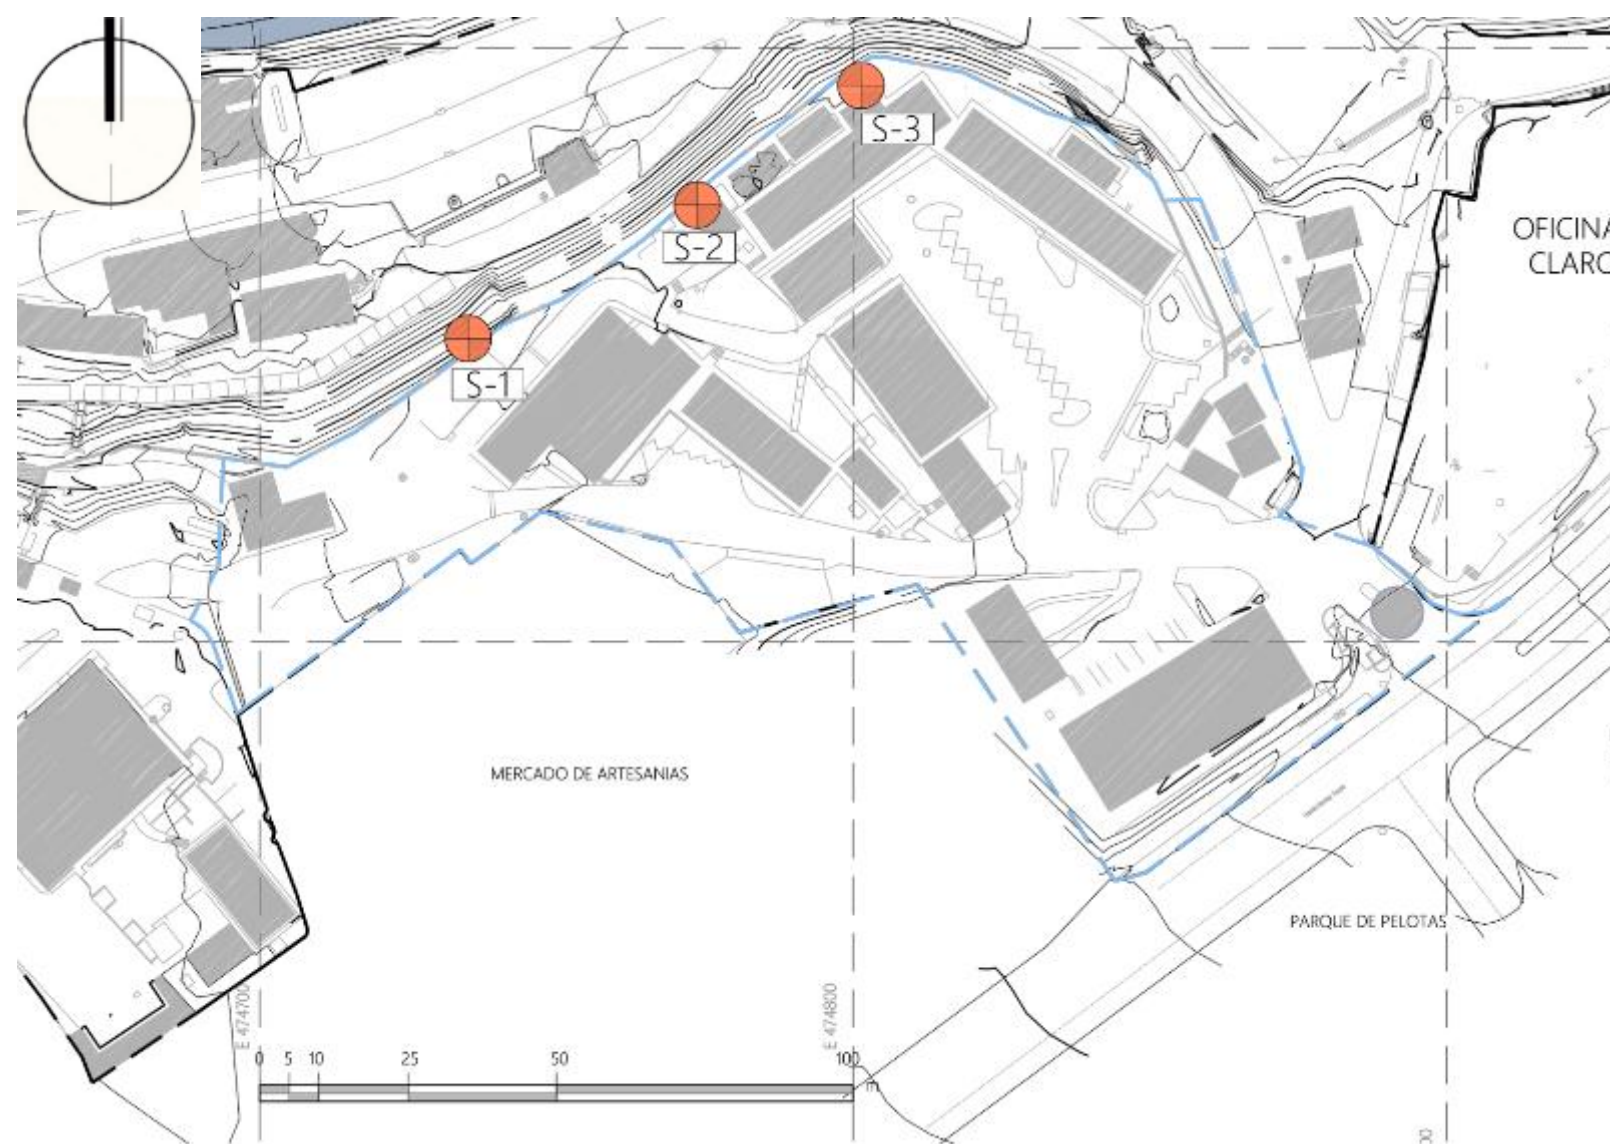 S-3
OFICINA
CLARO
S-2
S-1
MERCADO DE ARTESANIAS
PARQUE DE PELOTAS
E 474700
E 474800
0 5 10 25 50 100
m
00